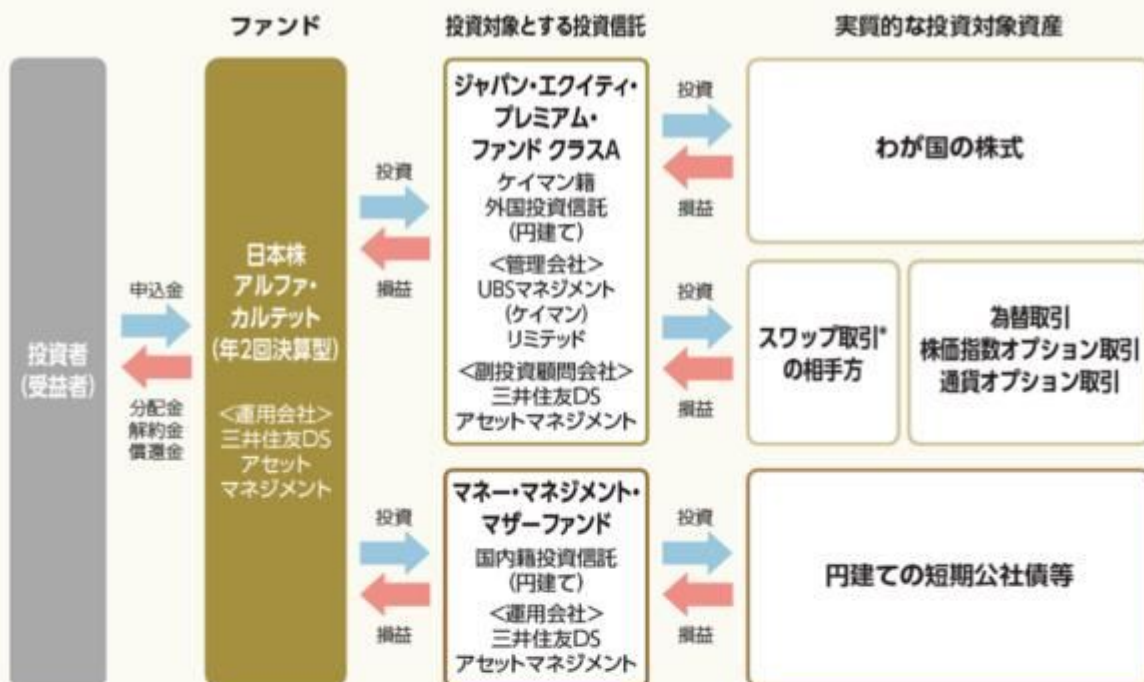 ファンド
投資対象とする投資信託
実質的な投資対象資産
投資者
(受益者)
申込金
分配金
解約金
償還金
日本株
アルファ・
カルテット
(年2回決算型)
<運用会社>
三井住友DS
アセット
マネジメント
投資
損益
ジャパン・エクイティ・
プレミアム・
ファンド クラスA
ケイマン籍
外国投資信託
(円建て)
<管理会社>
UBSマネジメント
(ケイマン)
リミテッド
<副投資顧問会社>
三井住友DS
アセットマネジメント
投資
損益
わが国の株式
投資
損益
スワップ取引*
の相手方
為替取引
株価指数オプション取引
通貨オプション取引
投資
損益
マネー・マネジメント・
マザーファンド
国内籍投資信託
(円建て)
<運用会社>
三井住友DS
アセットマネジメント
投資
損益
円建ての短期公社債等